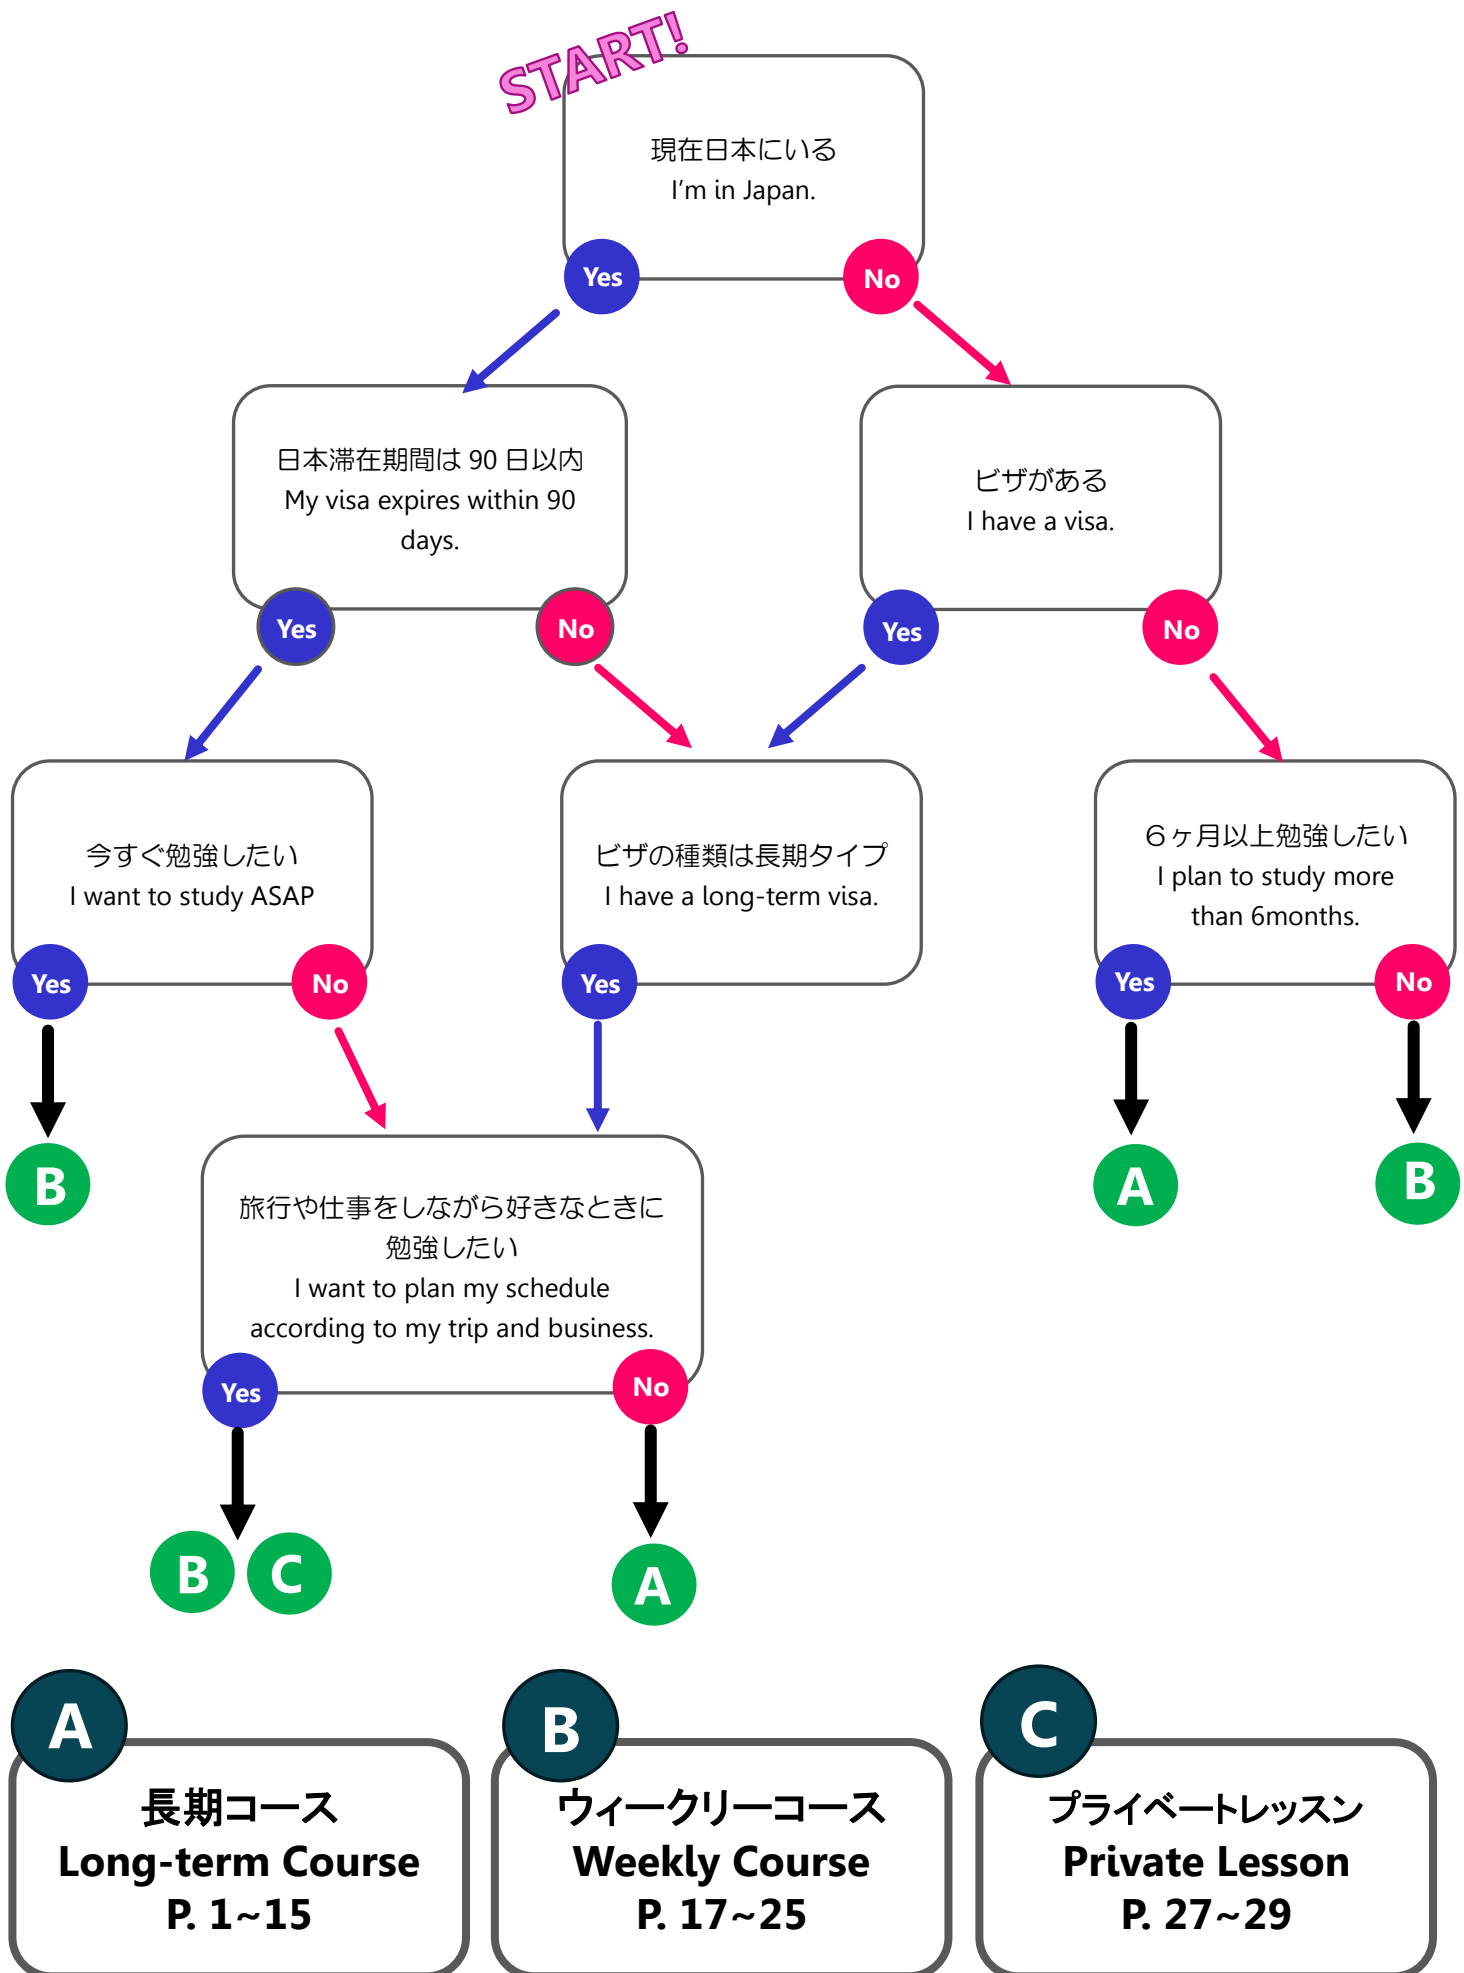 START!
現在日本にいる
I'm in Japan.
Yes
No
日本滞在期間は 90 日以内
My visa expires within 90
days.
Yes
No
ビザがある
I have a visa.
Yes
No
今すぐ勉強したい
I want to study ASAP
Yes
No
ビザの種類は長期タイプ
I have a long-term visa.
Yes
６ヶ月以上勉強したい
I plan to study more
than 6months.
Yes
No
B
A
B
旅行や仕事をしながら好きなときに
勉強したい
I want to plan my schedule
according to my trip and business.
Yes
No
B
C
A
A
長期コース
Long-term Course
P. 1~15
B
ウィークリーコース
Weekly Course
P. 17~25
C
プライベートレッスン
Private Lesson
P. 27~29